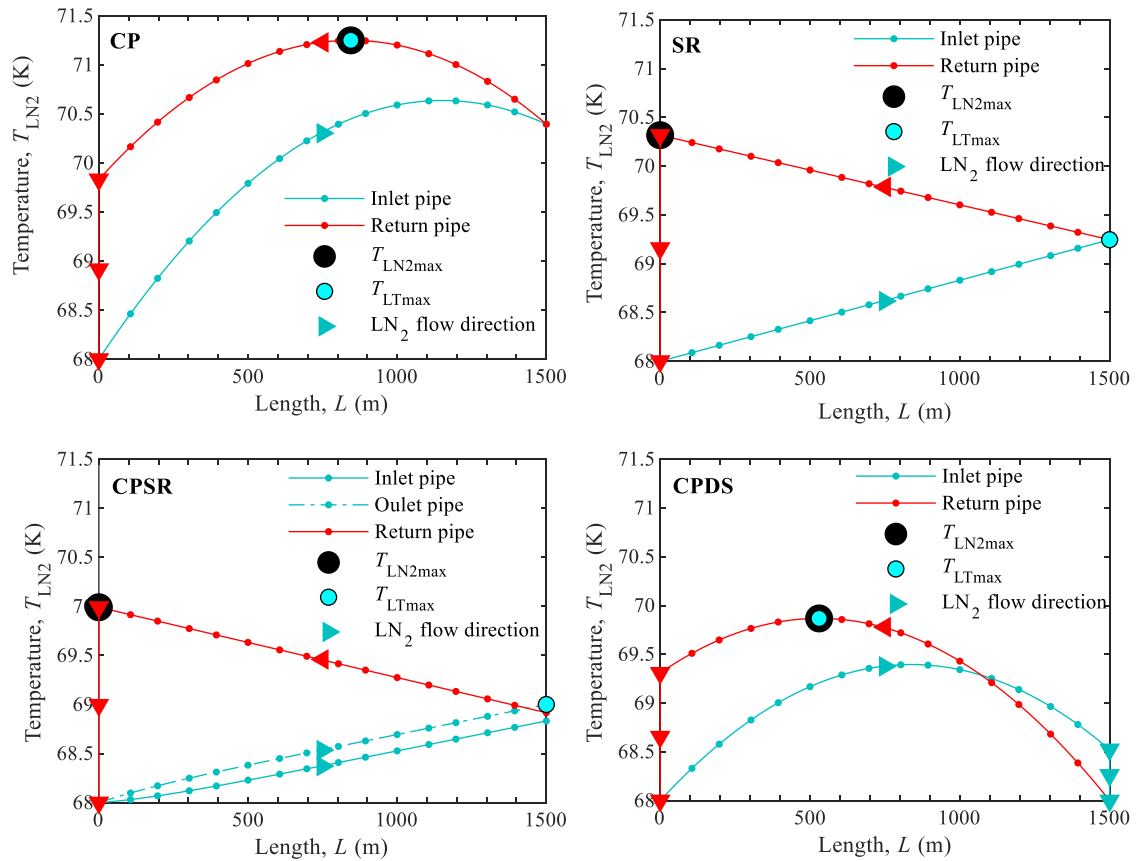 CP
71.5
71
70.5
70
69.5
69
68.5
68
0
500
1000
1500
Temperature, T_LN2 (K)
Length, L (m)
Inlet pipe
Return pipe
T_LN2max
T_LTmax
LN2 flow direction
SR
71.5
71
70.5
70
69.5
69
68.5
68
0
500
1000
1500
Temperature, T_LN2 (K)
Length, L (m)
Inlet pipe
Return pipe
T_LN2max
T_LTmax
LN2 flow direction
CPSR
71.5
71
70.5
70
69.5
69
68.5
68
0
500
1000
1500
Temperature, T_LN2 (K)
Length, L (m)
Inlet pipe
Oulet pipe
Return pipe
T_LN2max
T_LTmax
LN2 flow direction
CPDS
71.5
71
70.5
70
69.5
69
68.5
68
0
500
1000
1500
Temperature, T_LN2 (K)
Length, L (m)
Inlet pipe
Return pipe
T_LN2max
T_LTmax
LN2 flow direction